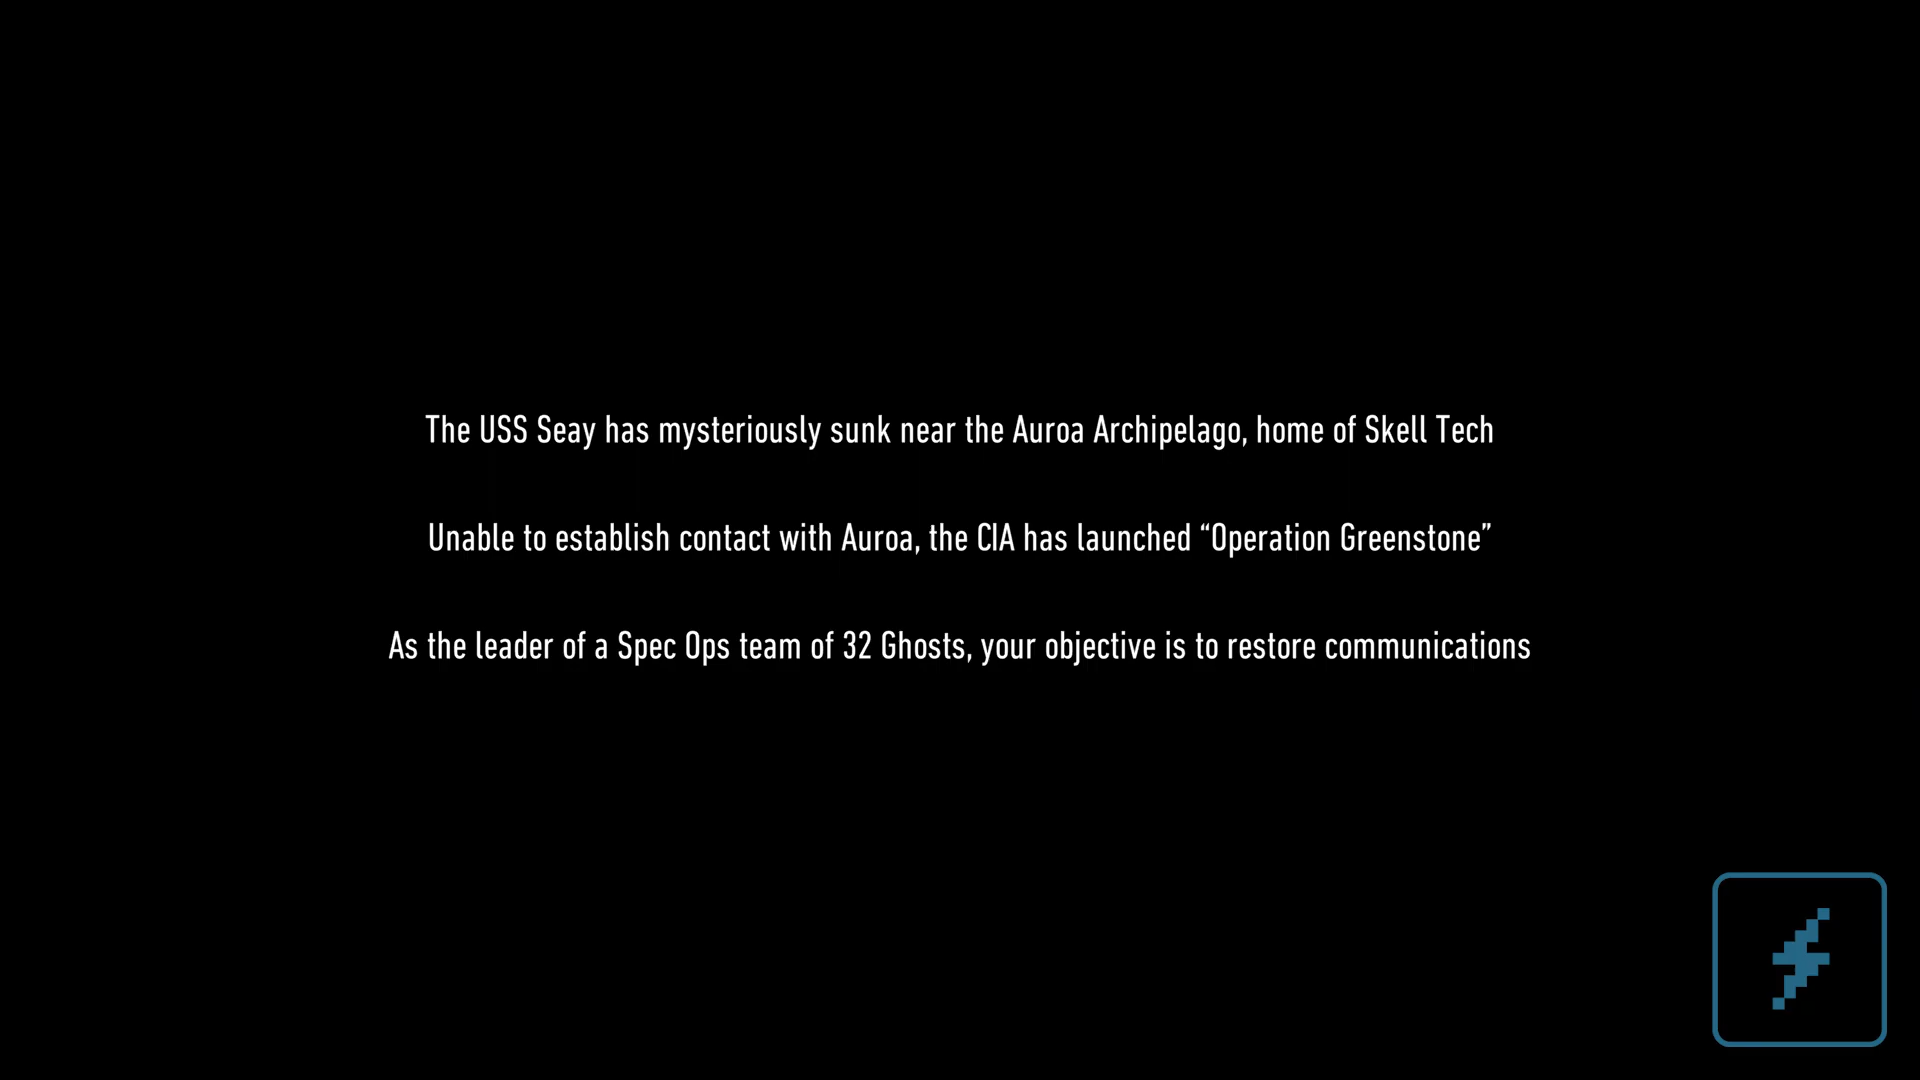 The USS Seay has mysteriously sunk near the Auroa Archipelago, home of Skell Tech
Unable to establish contact with Auroa, the CIA has launched “Operation Greenstone”
As the leader of a Spec Ops team of 32 Ghosts, your objective is to restore communications